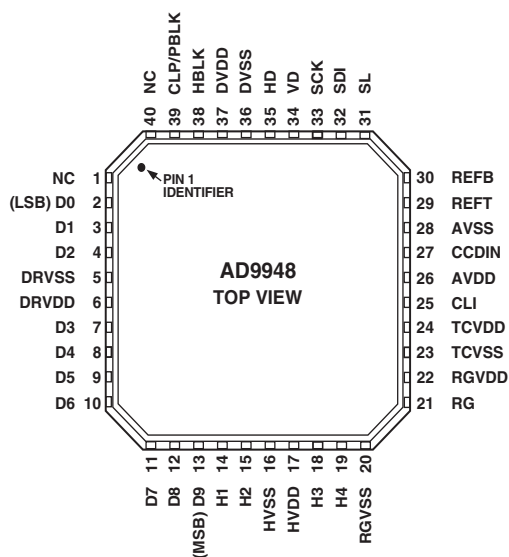 40 NC
39 CLP/PBLK
38 HBLK
37 DVDD
36 DVSS
35 HD
34 VD
33 SCK
32 SDI
31 SL
PIN 1
IDENTIFIER
NC 1
(LSB) D0 2
D1 3
D2 4
DRVSS 5
DRVDD 6
D3 7
D4 8
D5 9
D6 10
AD9948
TOP VIEW
30 REFB
29 REFT
28 AVSS
27 CCDIN
26 AVDD
25 CLI
24 TCVDD
23 TCVSS
22 RGVDD
21 RG
D7 11
D8 12
(MSB) D9 13
H1 14
H2 15
HVSS 16
HVDD 17
H3 18
H4 19
RGVSS 20